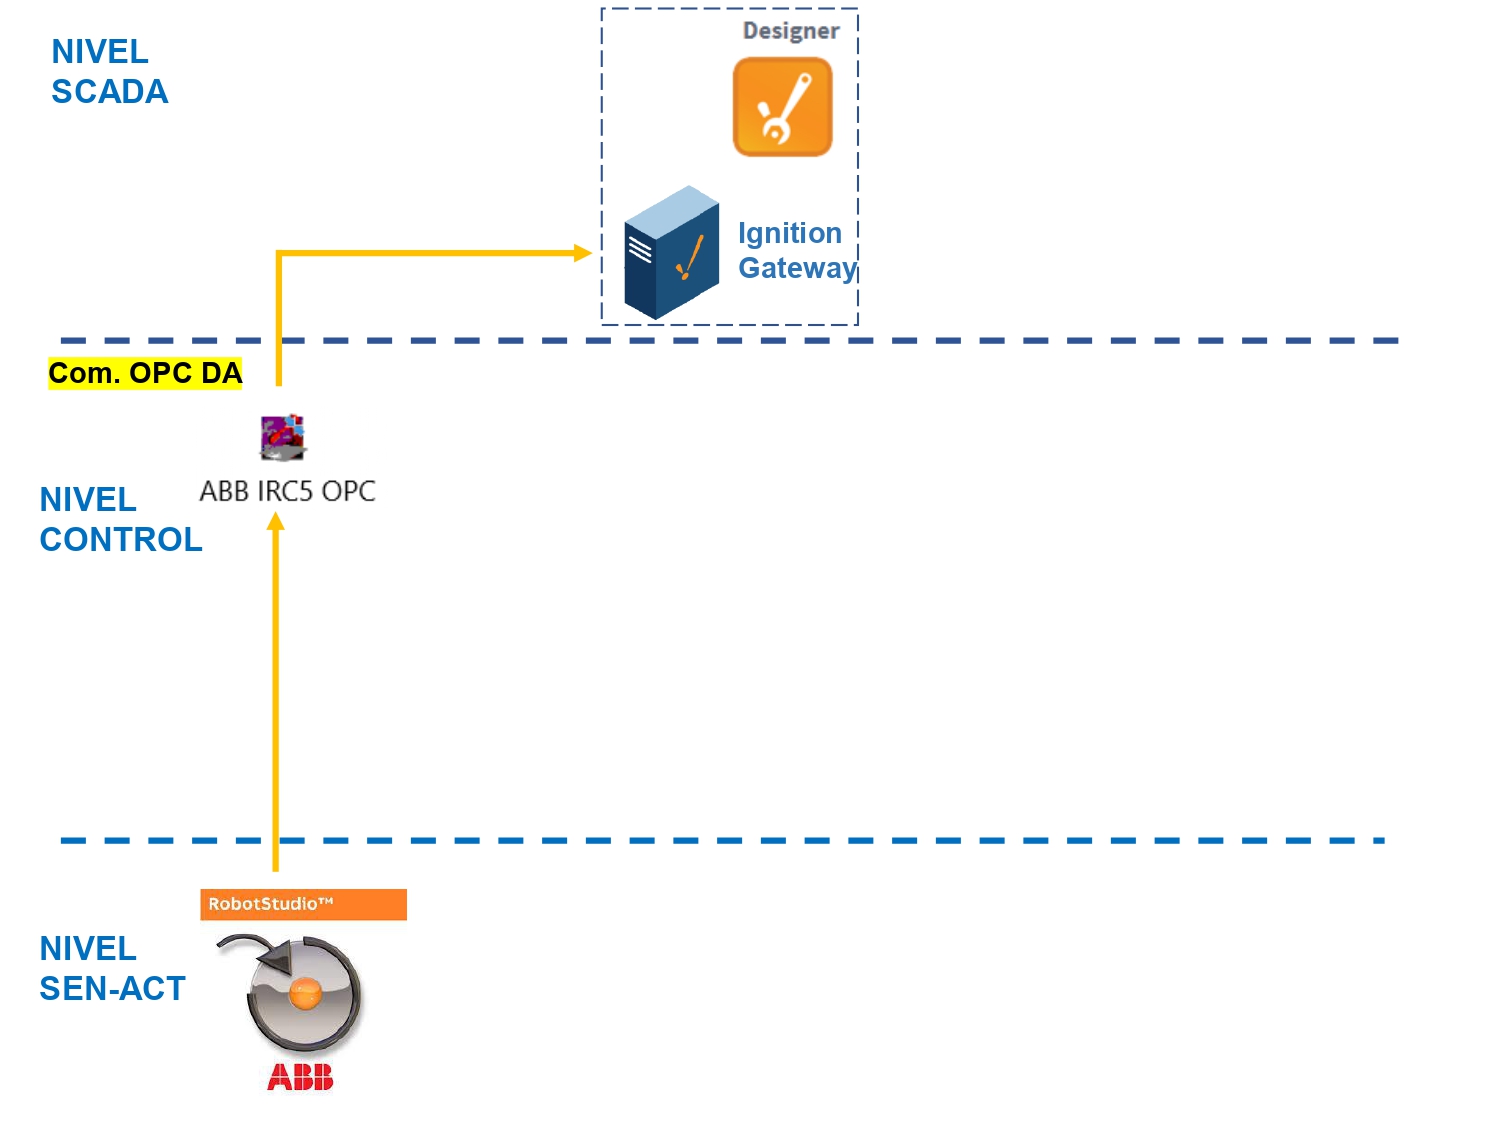 Designer
NIVEL
SCADA
Ignition
Gateway
Com. OPC DA
ABB IRC5 OPC
NIVEL
CONTROL
RobotStudio™
NIVEL
SEN-ACT
ABB